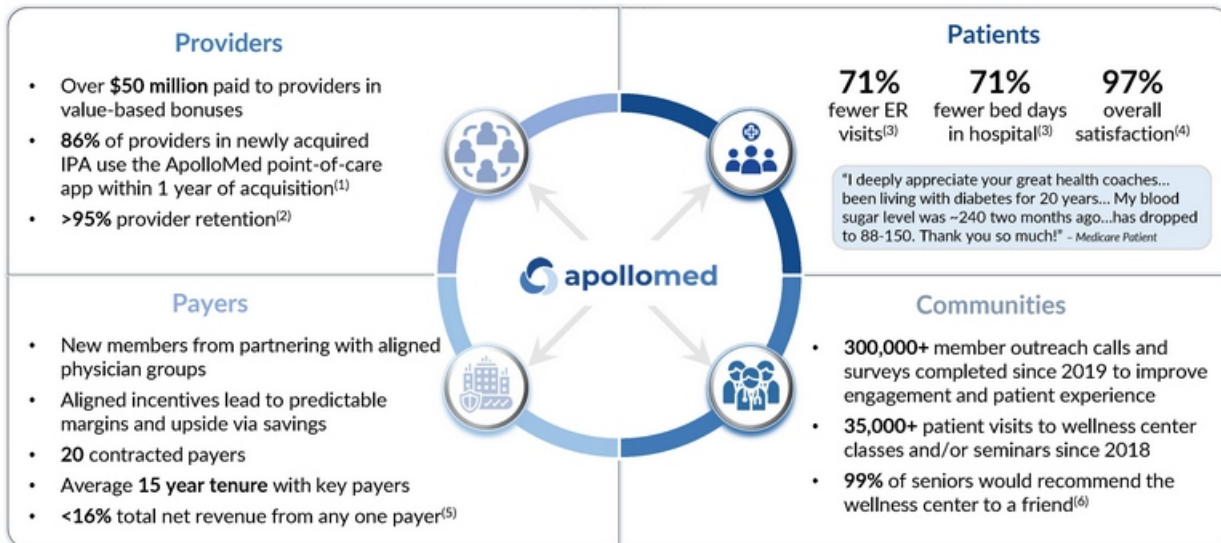 Providers
• Over $50 million paid to providers in
value-based bonuses
• 86% of providers in newly acquired
IPA use the ApolloMed point-of-care
app within 1 year of acquisition(1)
• >95% provider retention(2)
Patients
71%
fewer ER
visits(3)
71%
fewer bed days
in hospital(3)
97%
overall
satisfaction(4)
"I deeply appreciate your great health coaches...
been living with diabetes for 20 years... My blood
sugar level was ~240 two months ago...has dropped
to 88-150. Thank you so much!" – Medicare Patient
apollomed
Payers
• New members from partnering with aligned
physician groups
• Aligned incentives lead to predictable
margins and upside via savings
• 20 contracted payers
• Average 15 year tenure with key payers
• <16% total net revenue from any one payer(5)
Communities
• 300,000+ member outreach calls and
surveys completed since 2019 to improve
engagement and patient experience
• 35,000+ patient visits to wellness center
classes and/or seminars since 2018
• 99% of seniors would recommend the
wellness center to a friend(6)